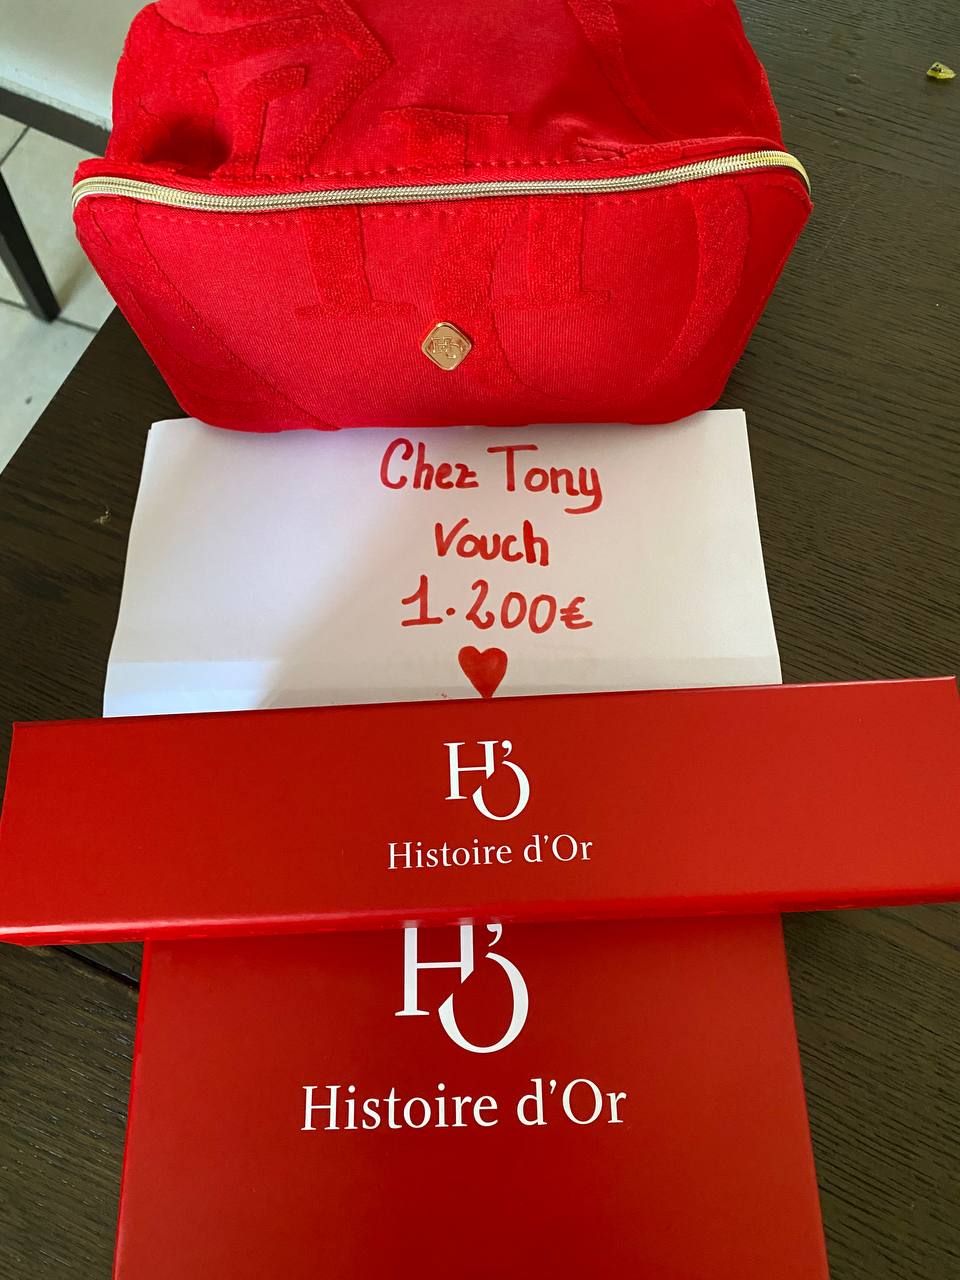 Chez Tony
Vouch
1.200€
H'O
Histoire d'Or
H'O
Histoire d'Or